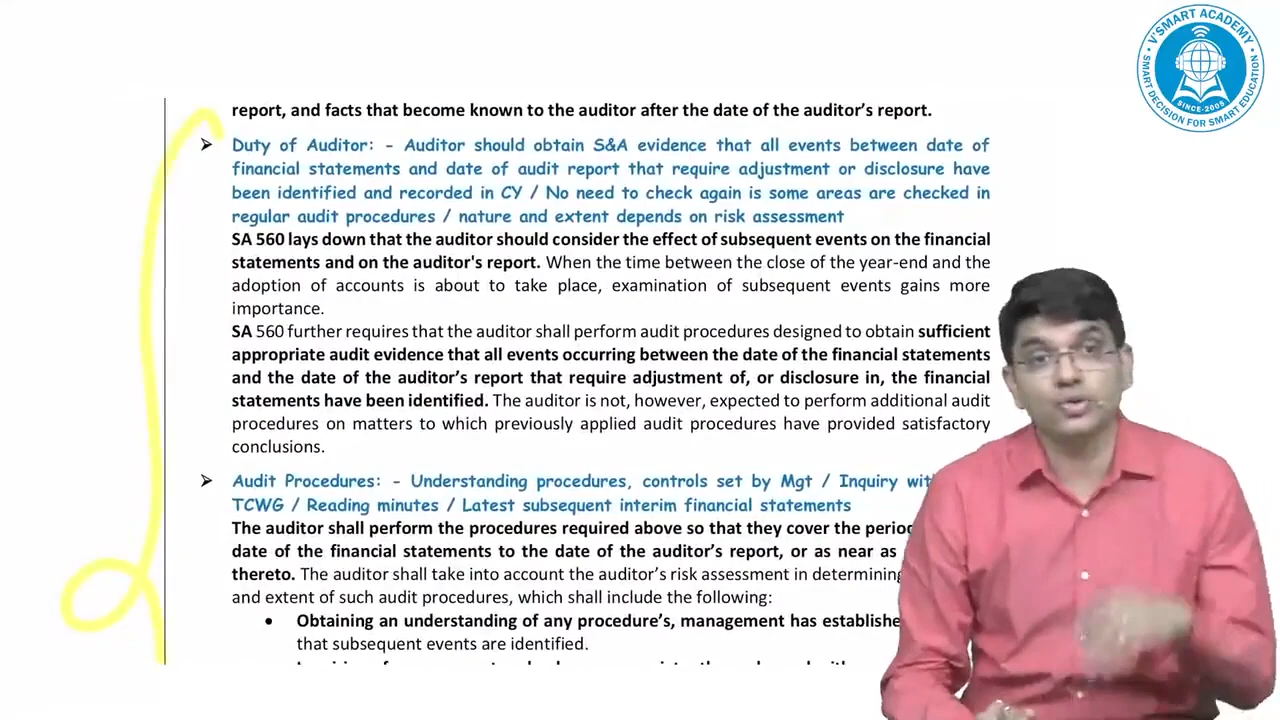 V'SMART ACADEMY
SMART DECISION FOR SMART EDUCATION
SINCE-2005
report, and facts that become known to the auditor after the date of the auditor’s report.
➢ Duty of Auditor: - Auditor should obtain S&A evidence that all events between date of
financial statements and date of audit report that require adjustment or disclosure have
been identified and recorded in CY / No need to check again is some areas are checked in
regular audit procedures / nature and extent depends on risk assessment
SA 560 lays down that the auditor should consider the effect of subsequent events on the financial
statements and on the auditor's report. When the time between the close of the year-end and the
adoption of accounts is about to take place, examination of subsequent events gains more
importance.
SA 560 further requires that the auditor shall perform audit procedures designed to obtain sufficient
appropriate audit evidence that all events occurring between the date of the financial statements
and the date of the auditor’s report that require adjustment of, or disclosure in, the financial
statements have been identified. The auditor is not, however, expected to perform additional audit
procedures on matters to which previously applied audit procedures have provided satisfactory
conclusions.
➢ Audit Procedures: - Understanding procedures, controls set by Mgt / Inquiry
TCWG / Reading minutes / Latest subsequent interim financial statements
The auditor shall perform the procedures required above so that they cover the
date of the financial statements to the date of the auditor’s report, or as near as
thereto. The auditor shall take into account the auditor’s risk assessment in determining
and extent of such audit procedures, which shall include the following:
• Obtaining an understanding of any procedure’s, management has
that subsequent events are identified.